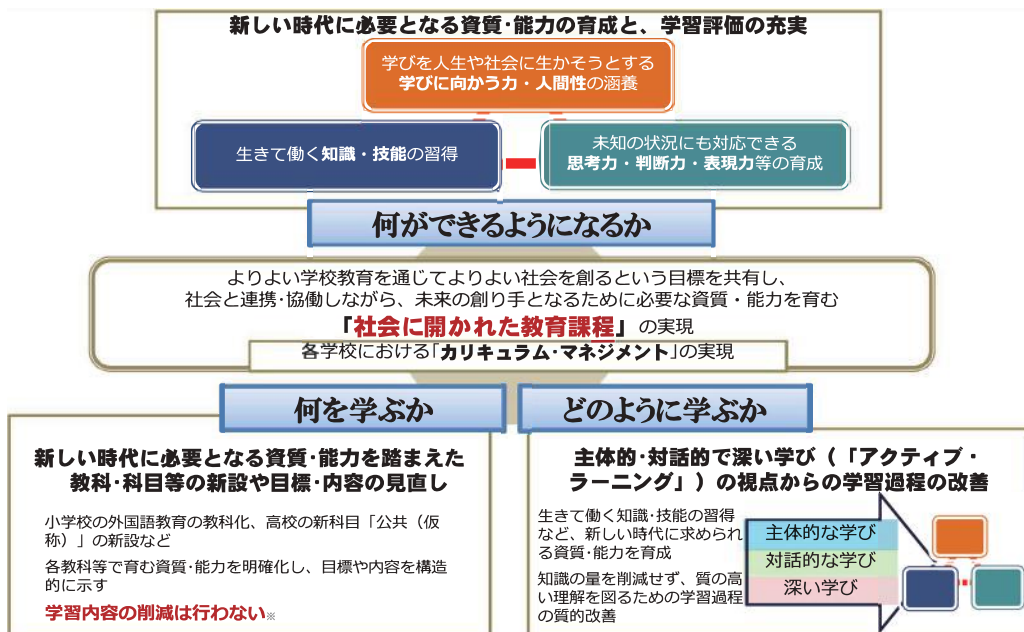 新しい時代に必要となる資質･能力の育成と、学習評価の充実
学びを人生や社会に生かそうとする
学びに向かう力・人間性の涵養
生きて働く知識・技能の習得
未知の状況にも対応できる
思考力・判断力・表現力等の育成
何ができるようになるか
よりよい学校教育を通じてよりよい社会を創るという目標を共有し、
社会と連携･協働しながら、未来の創り手となるために必要な資質・能力を育む
「社会に開かれた教育課程」の実現
各学校における｢カリキュラム･マネジメント｣の実現
何を学ぶか
新しい時代に必要となる資質･能力を踏まえた
教科･科目等の新設や目標･内容の見直し
小学校の外国語教育の教科化、高校の新科目「公共（仮
称）」の新設など
各教科等で育む資質･能力を明確化し、目標や内容を構造
的に示す
学習内容の削減は行わない※
どのように学ぶか
主体的･対話的で深い学び（「アクティブ・
ラーニング」）の視点からの学習過程の改善
生きて働く知識･技能の習得
など、新しい時代に求められ
る資質･能力を育成
知識の量を削減せず、質の高
い理解を図るための学習過程
の質的改善
主体的な学び
対話的な学び
深い学び